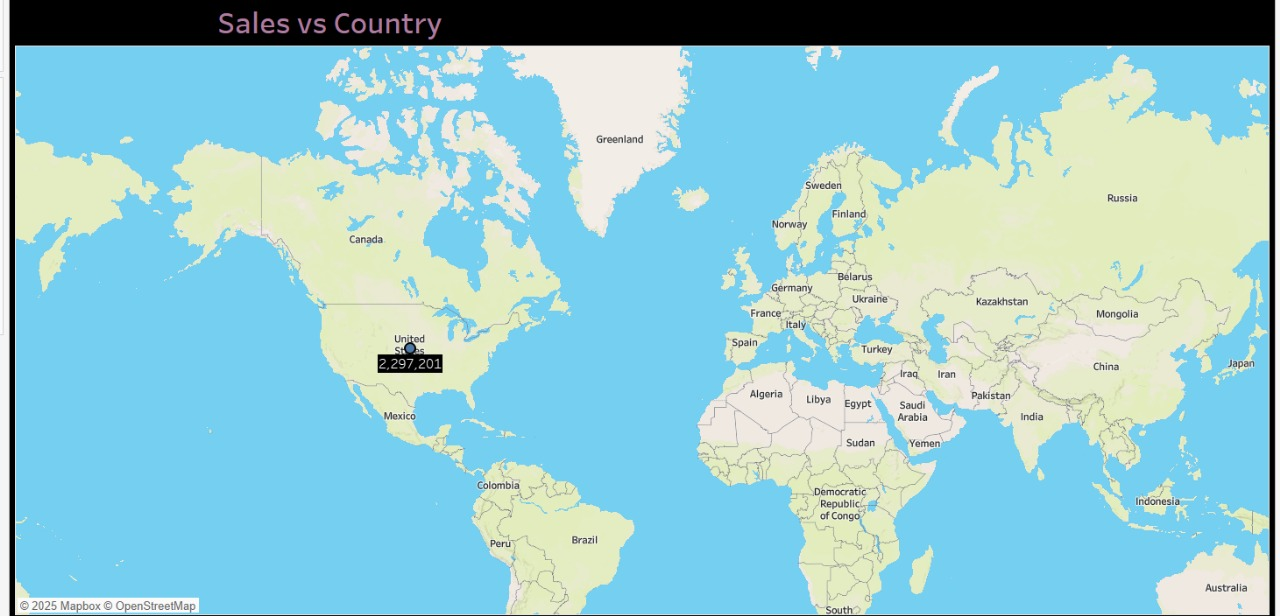 Sales vs Country
Greenland
Sweden
Russia
Finland
Norway
Canada
Belarus
Germany
Ukraine
Kazakhstan
France
Mongolia
Italy
United
States
Spain
Turkey
2,297,201
Japan
China
Iraq
Iran
Algeria
Pakistan
Libya
Egypt
Saudi
Arabia
Mexico
India
Sudan
Yemen
Colombia
Democratic
Republic
of Congo
Indonesia
Peru
Brazil
Australia
© 2025 Mapbox © OpenStreetMap
South